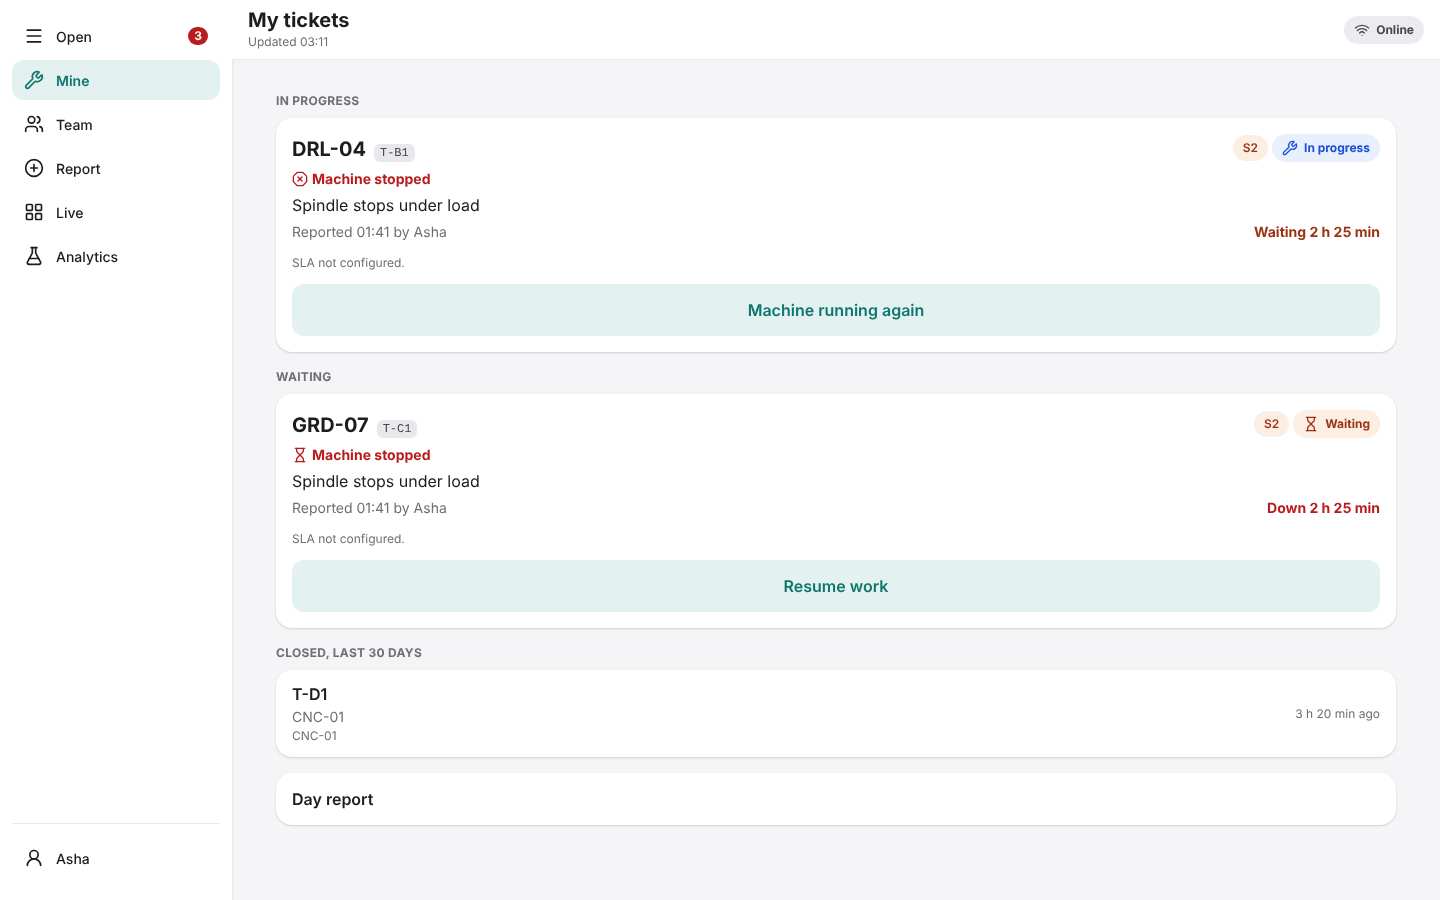 Open
3
Mine
Team
Report
Live
Analytics
Asha
My tickets
Updated 03:11
Online
IN PROGRESS
DRL-04 T-B1
S2 In progress
Machine stopped
Spindle stops under load
Reported 01:41 by Asha
Waiting 2 h 25 min
SLA not configured.
Machine running again
WAITING
GRD-07 T-C1
S2 Waiting
Machine stopped
Spindle stops under load
Reported 01:41 by Asha
Down 2 h 25 min
SLA not configured.
Resume work
CLOSED, LAST 30 DAYS
T-D1
CNC-01
CNC-01
3 h 20 min ago
Day report